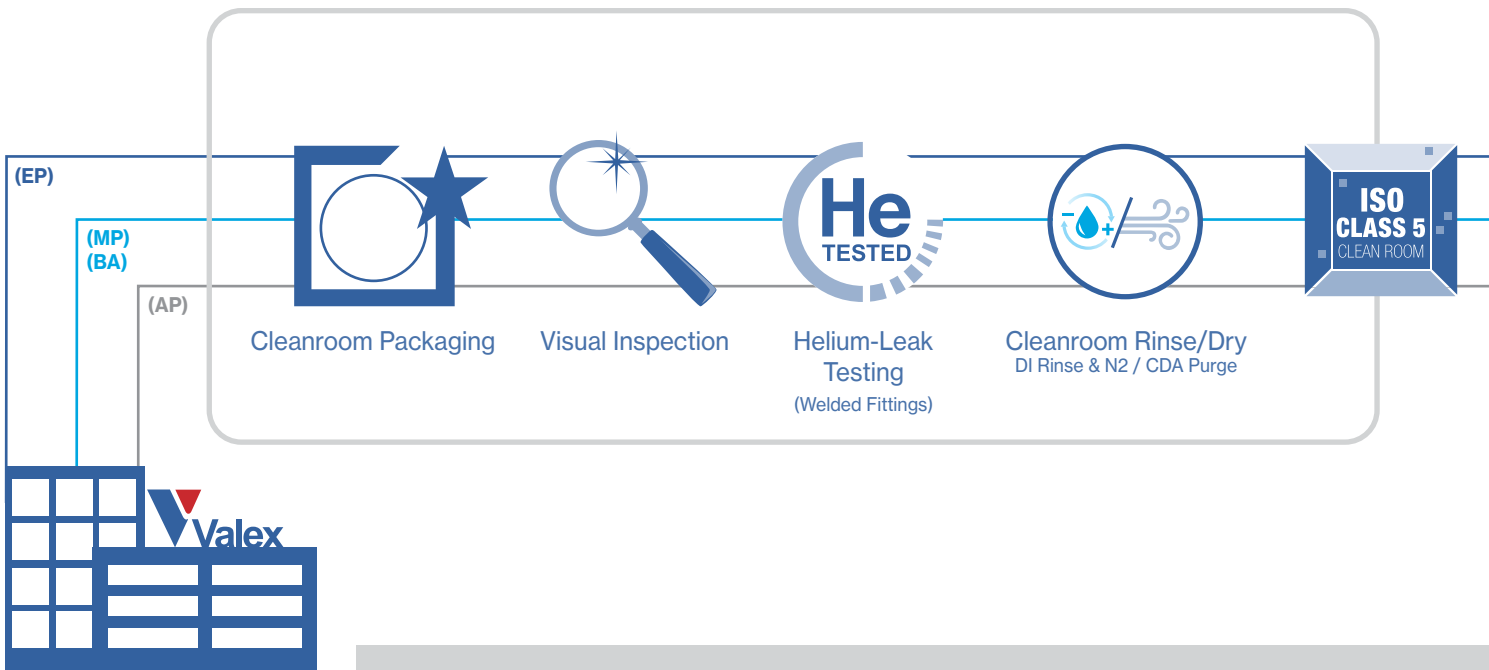 (EP)
(MP)
(BA)
(AP)
He
TESTED
ISO
CLASS 5
CLEAN ROOM
Cleanroom Packaging
Visual Inspection
Helium-Leak
Testing
(Welded Fittings)
Cleanroom Rinse/Dry
DI Rinse & N2 / CDA Purge
Valex